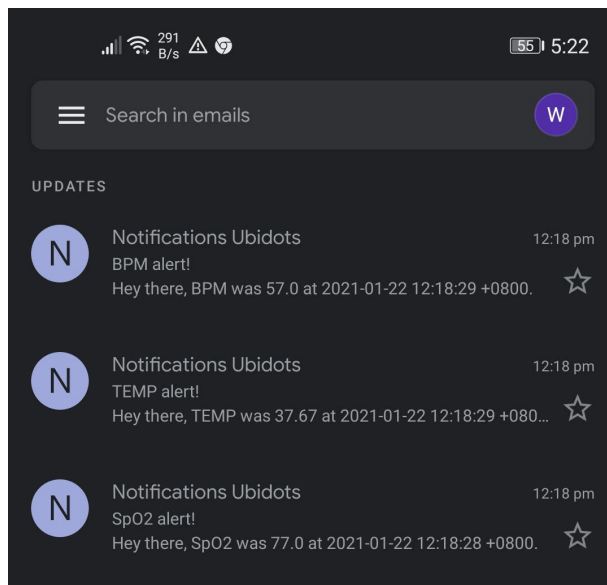 291
B/s
55 5:22
Search in emails W
UPDATES
N Notifications Ubidots 12:18 pm
BPM alert!
Hey there, BPM was 57.0 at 2021-01-22 12:18:29 +0800.
N Notifications Ubidots 12:18 pm
TEMP alert!
Hey there, TEMP was 37.67 at 2021-01-22 12:18:29 +080...
N Notifications Ubidots 12:18 pm
SpO2 alert!
Hey there, SpO2 was 77.0 at 2021-01-22 12:18:28 +0800.